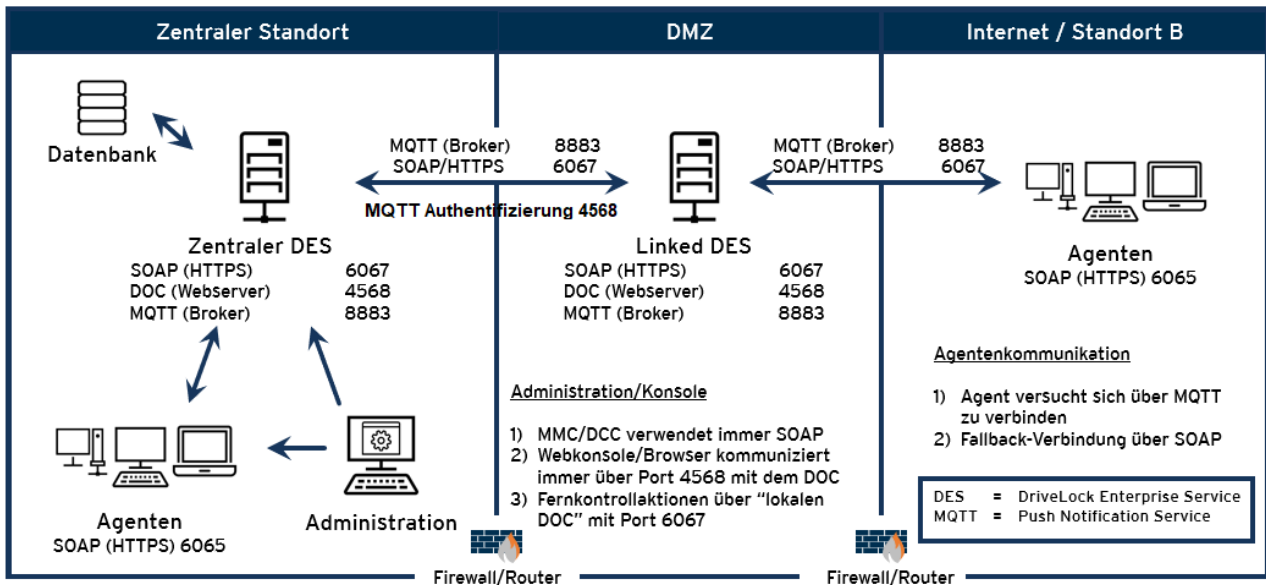 Zentraler Standort
DMZ
Internet / Standort B
Datenbank
MQTT (Broker) 8883
SOAP/HTTPS 6067
MQTT Authentifizierung 4568
MQTT (Broker) 8883
SOAP/HTTPS 6067
Zentraler DES
SOAP (HTTPS) 6067
DOC (Webserver) 4568
MQTT (Broker) 8883
Linked DES
SOAP (HTTPS) 6067
DOC (Webserver) 4568
MQTT (Broker) 8883
Agenten
SOAP (HTTPS) 6065
Agenten
SOAP (HTTPS) 6065
Administration
Administration/Konsole
1) MMC/DCC verwendet immer SOAP
2) Webkonsole/Browser kommuniziert
immer über Port 4568 mit dem DOC
3) Fernkontrollaktionen über “lokalen
DOC” mit Port 6067
Agentenkommunikation
1) Agent versucht sich über MQTT
zu verbinden
2) Fallback-Verbindung über SOAP
DES = DriveLock Enterprise Service
MQTT = Push Notification Service
Firewall/Router
Firewall/Router